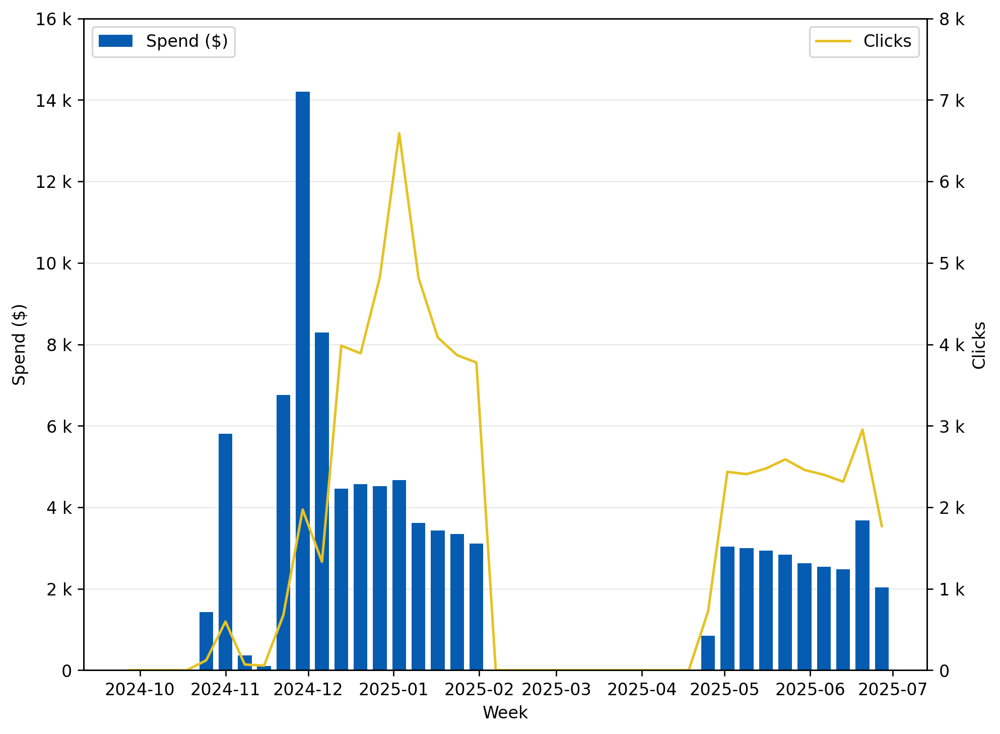 16 k
14 k
12 k
10 k
8 k
6 k
4 k
2 k
0
Spend ($)
Spend ($)
Clicks
8 k
7 k
6 k
5 k
4 k
3 k
2 k
1 k
0
Clicks
2024-10 2024-11 2024-12 2025-01 2025-02 2025-03 2025-04 2025-05 2025-06 2025-07
Week